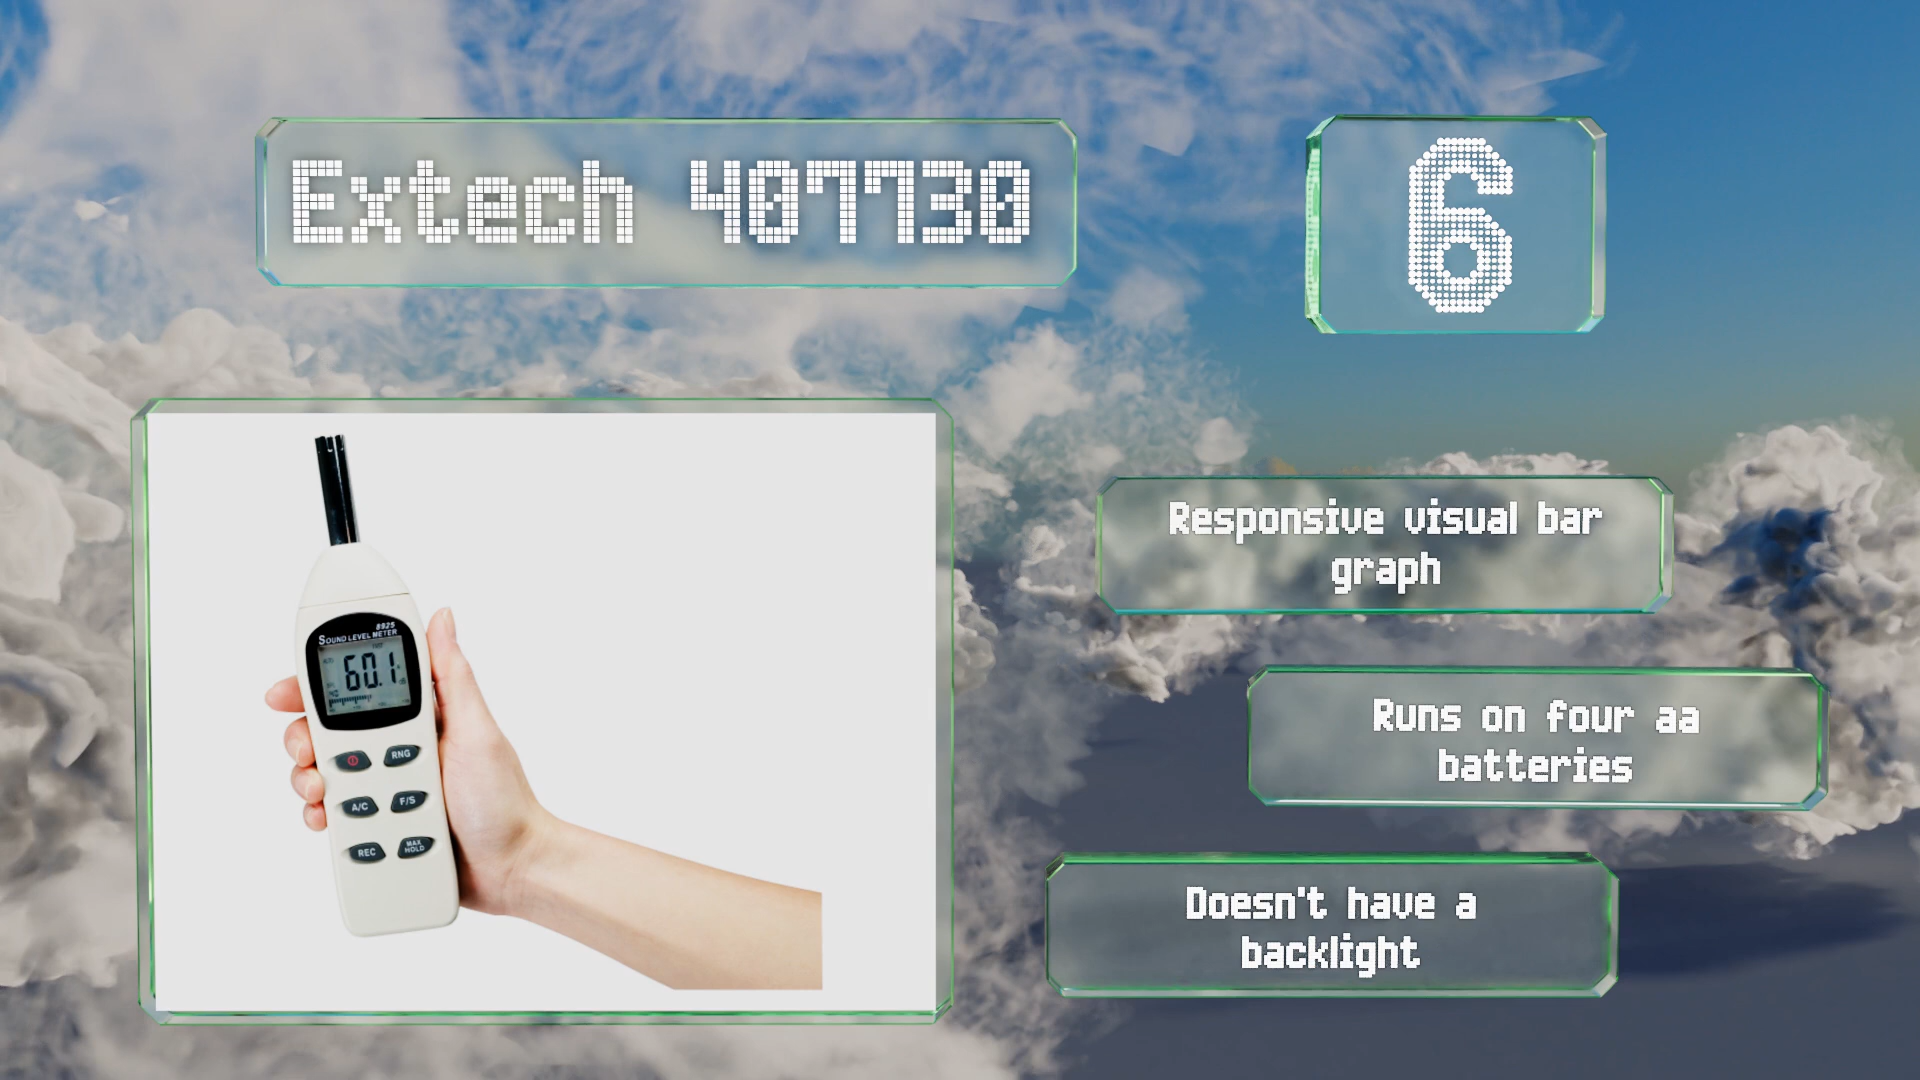 Extech 407730
6
8925
SOUND LEVEL METER
60.1
RNG
A/C
F/S
REC
MAX
HOLD
Responsive visual bar
graph
Runs on four aa
batteries
Doesn't have a
backlight